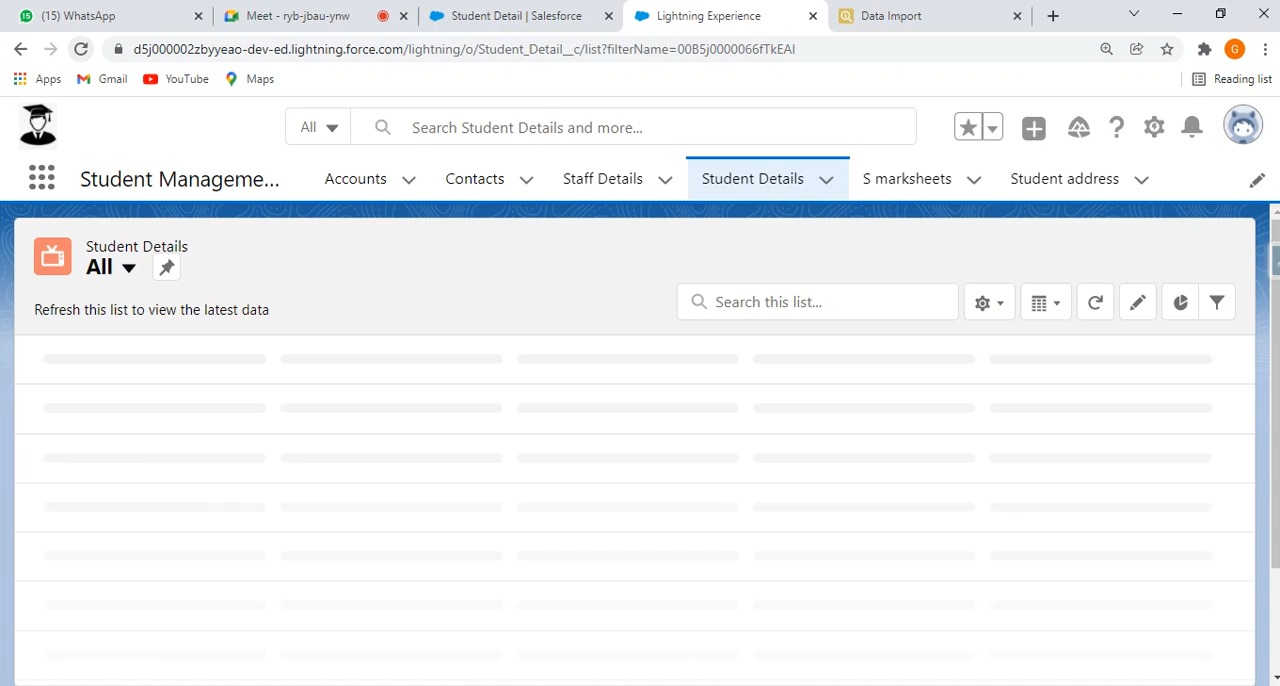 (15) WhatsApp
Meet - ryb-jbau-ynw
Student Detail | Salesforce
Lightning Experience
Data Import
d5j000002zbyyeao-dev-ed.lightning.force.com/lightning/o/Student_Detail__c/list?filterName=00B5j0000066fTkEAI
G
Apps
Gmail
YouTube
Maps
Reading list
All
Search Student Details and more...
Student Manageme...
Accounts
Contacts
Staff Details
Student Details
S marksheets
Student address
Student Details
All
Refresh this list to view the latest data
Search this list...